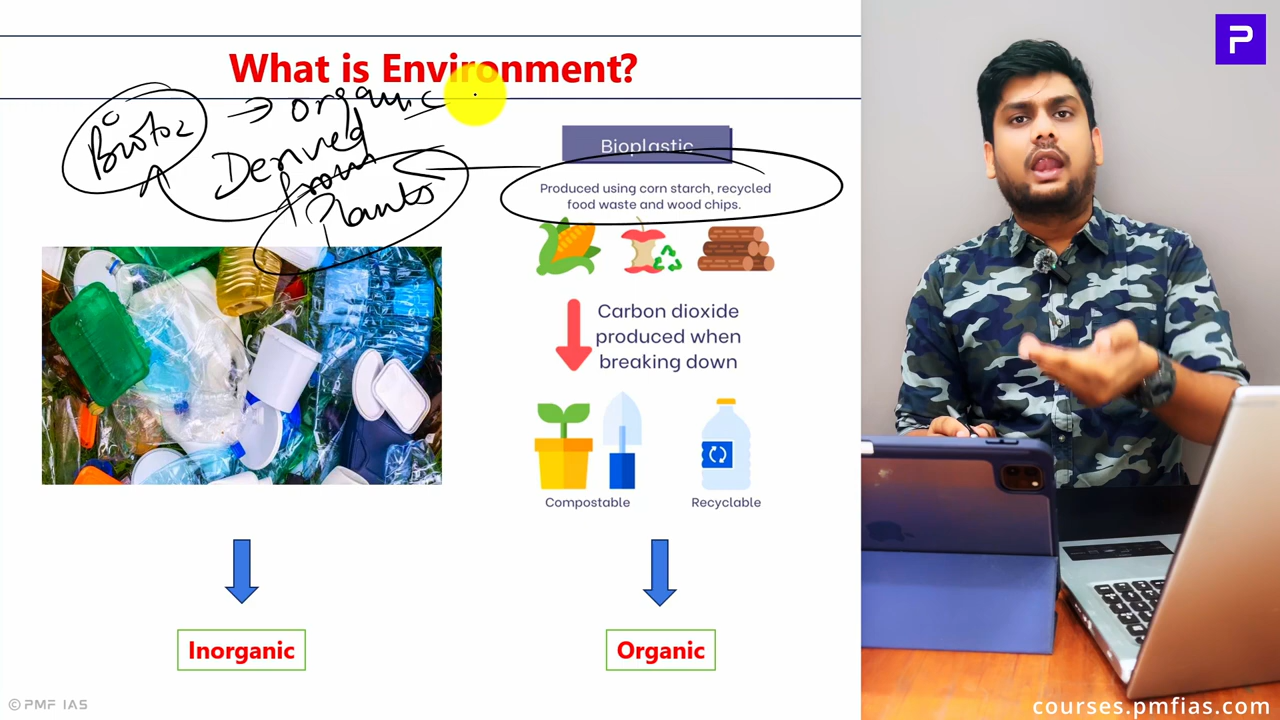 What is Environment?
→ organic
Derived
from
Plants
Bioplastic
Produced using corn starch, recycled
food waste and wood chips.
Carbon dioxide
produced when
breaking down
Compostable
Recyclable
Inorganic
Organic
© PMF IAS
P
courses.pmfias.com